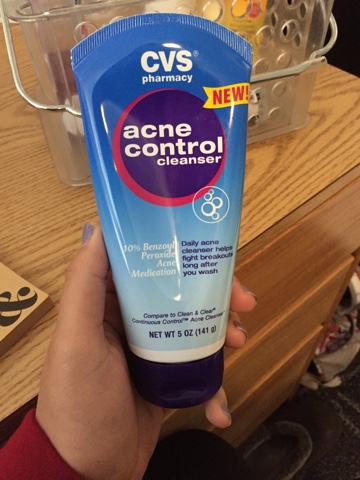 CVS®
pharmacy
NEW!
acne
control
cleanser
10% Benzoyl
Peroxide
Acne
Medication
Daily acne
cleanser helps
fight breakouts
long after
you wash
Compare to Clean & Clear®
Continuous Control™ Acne Cleanser
NET WT 5 OZ (141 g)
&